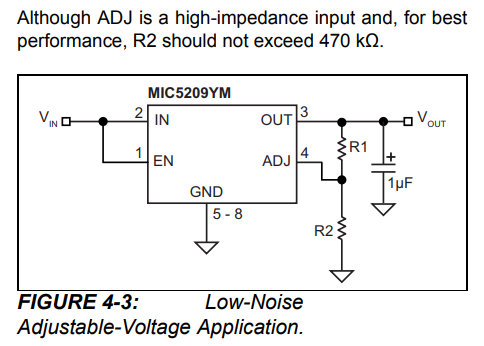 Although ADJ is a high-impedance input and, for best
performance, R2 should not exceed 470 kΩ.
MIC5209YM
VIN
2
IN
OUT
3
VOUT
1
EN
ADJ
4
R1
+
1µF
GND
5 - 8
R2
FIGURE 4-3: Low-Noise
Adjustable-Voltage Application.